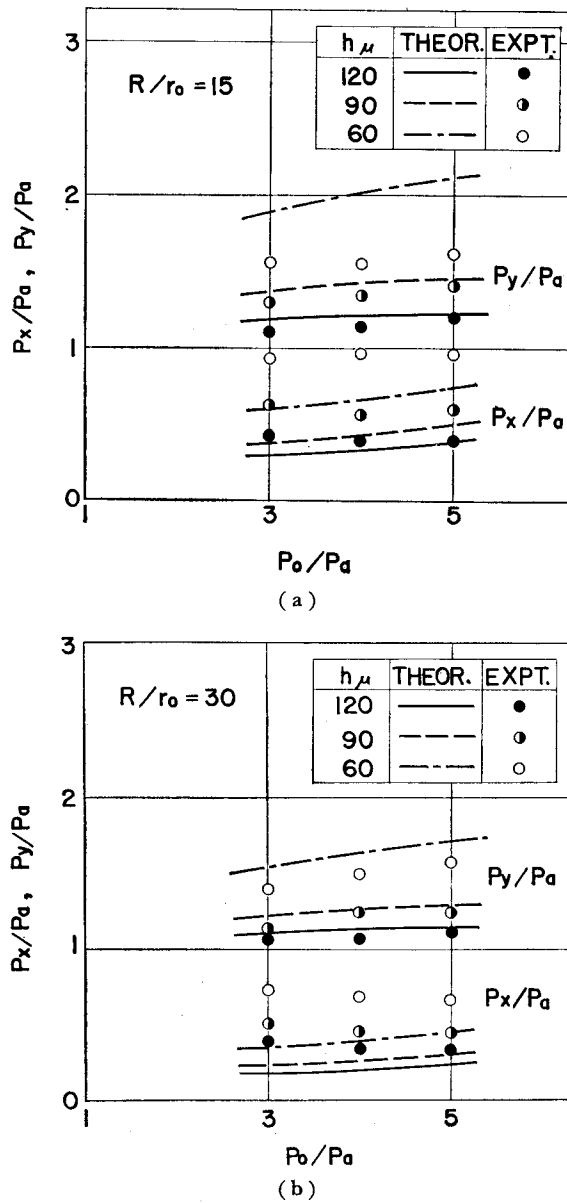 3
R/r₀ = 15
hμ THEOR. EXPT.
120
90
60
2
Py/Pa
1
Px/Pa
0
1 3 5
Px/Pa, Py/Pa
P₀/Pa
(a)
3
R/r₀ = 30
hμ THEOR. EXPT.
120
90
60
2
Py/Pa
1
Px/Pa
0
1 3 5
Px/Pa, Py/Pa
P₀/Pa
(b)